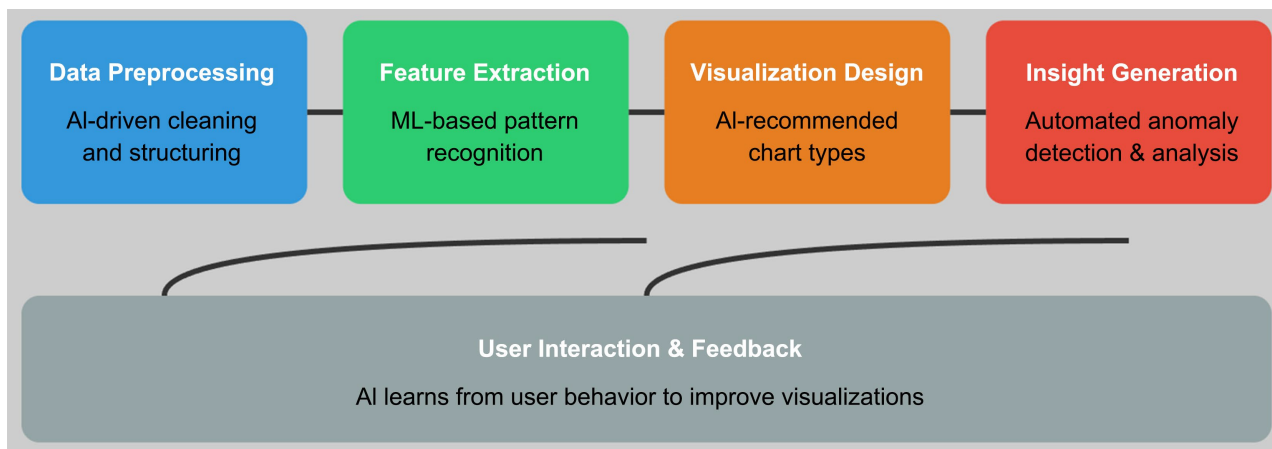 Data Preprocessing
AI-driven cleaning
and structuring
Feature Extraction
ML-based pattern
recognition
Visualization Design
AI-recommended
chart types
Insight Generation
Automated anomaly
detection & analysis
User Interaction & Feedback
AI learns from user behavior to improve visualizations